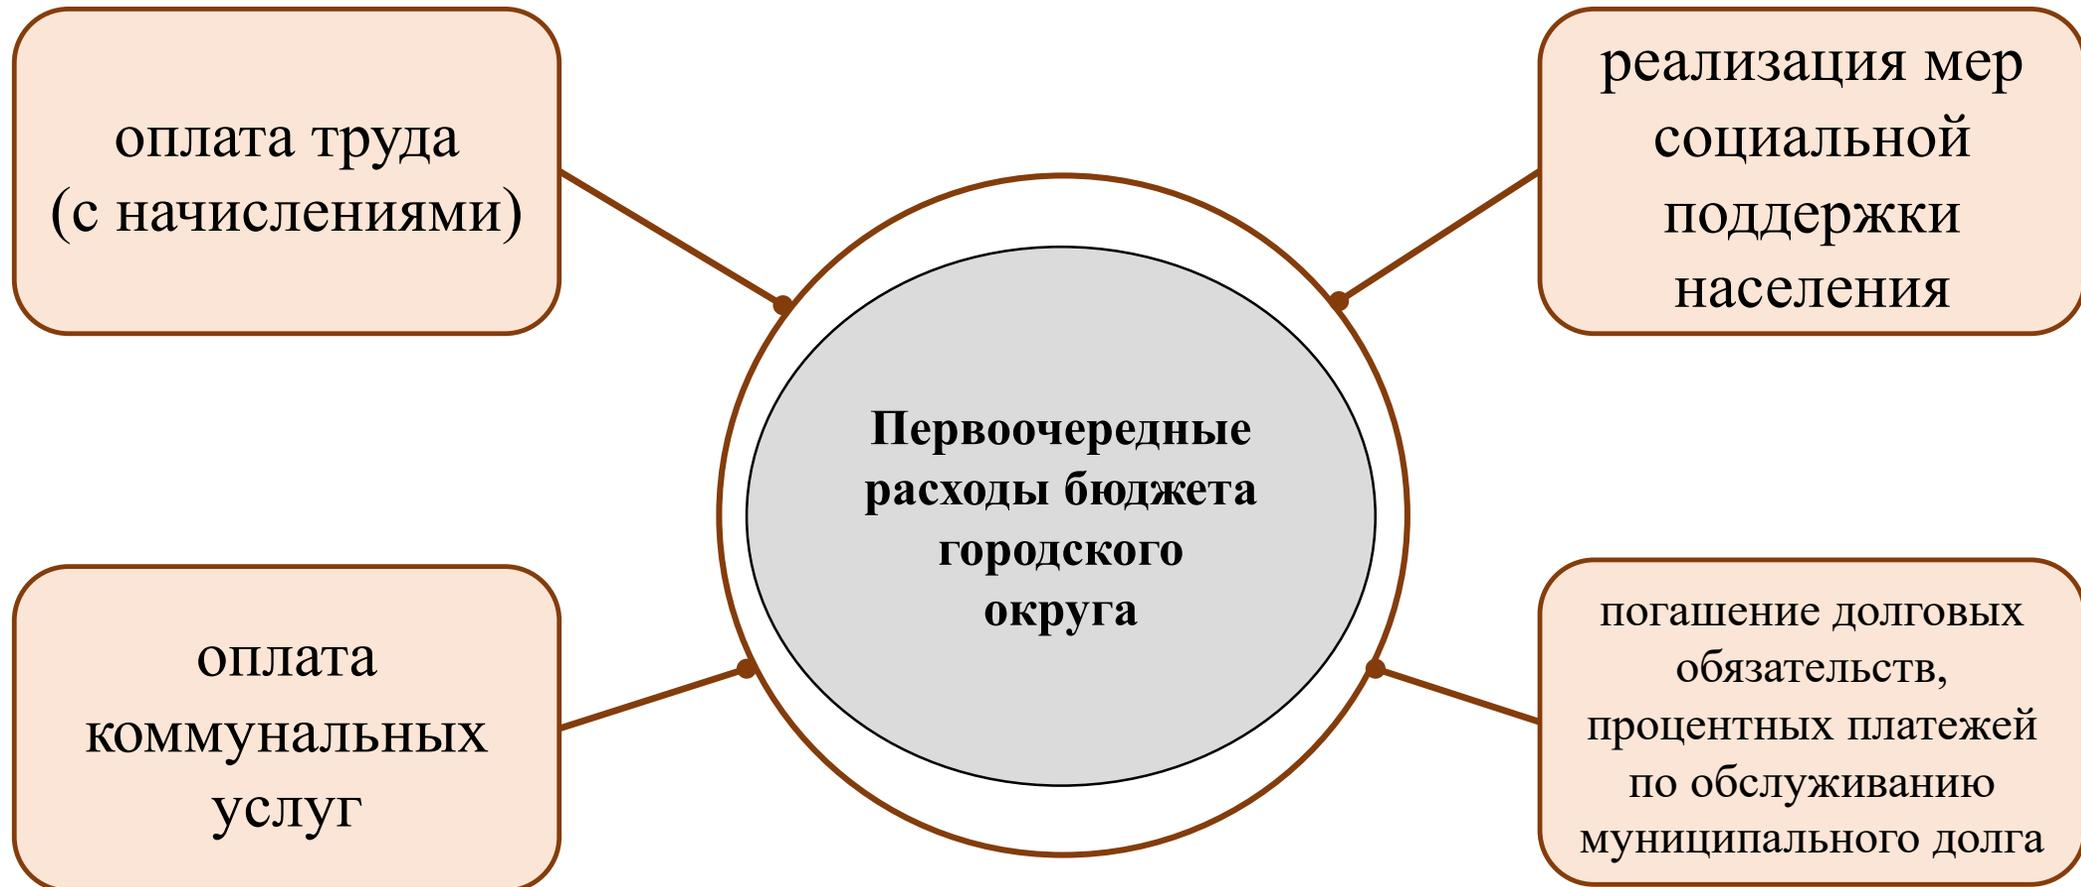 оплата труда
(с начислениями)
реализация мер
социальной
поддержки
населения
Первоочередные
расходы бюджета
городского
округа
оплата
коммунальных
услуг
погашение долговых
обязательств,
процентных платежей
по обслуживанию
муниципального долга